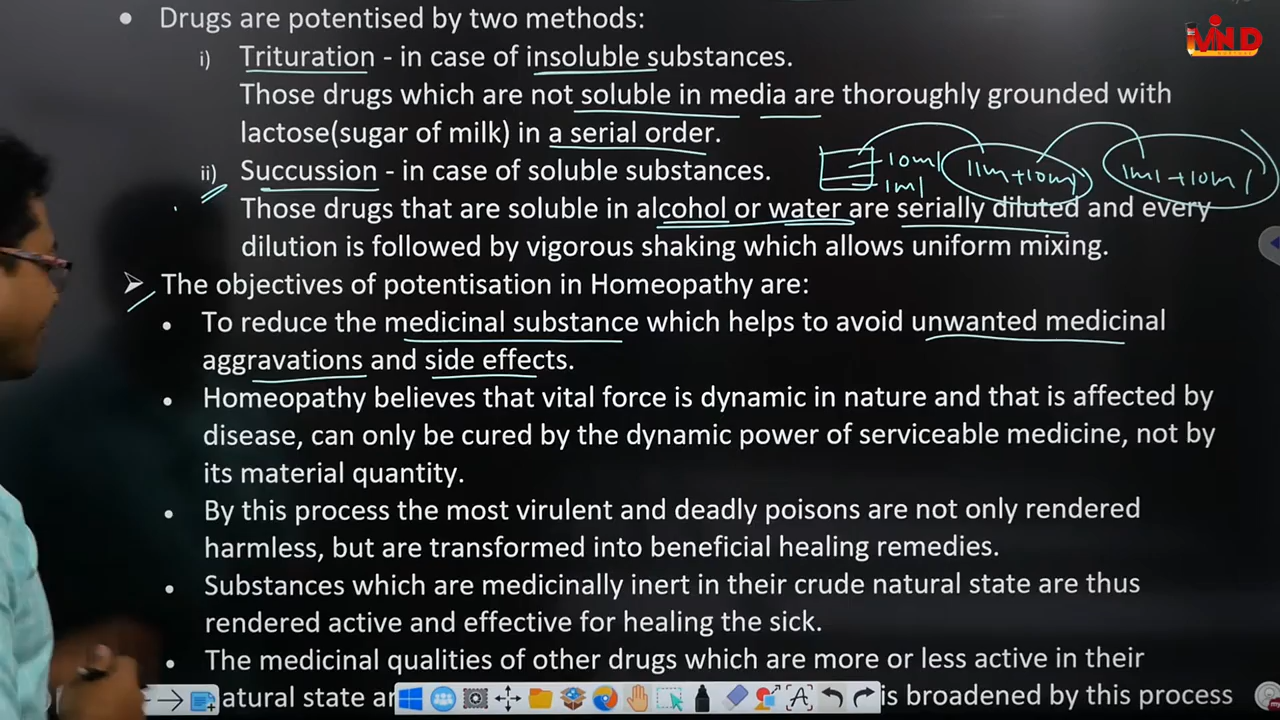 • Drugs are potentised by two methods:
i) Trituration - in case of insoluble substances.
Those drugs which are not soluble in media are thoroughly grounded with
lactose(sugar of milk) in a serial order.
ii) Succussion - in case of soluble substances.
10ml
1ml
1ml+10ml
Those drugs that are soluble in alcohol or water are serially diluted and every
dilution is followed by vigorous shaking which allows uniform mixing.
➤ The objectives of potentisation in Homeopathy are:
• To reduce the medicinal substance which helps to avoid unwanted medicinal
aggravations and side effects.
• Homeopathy believes that vital force is dynamic in nature and that is affected by
disease, can only be cured by the dynamic power of serviceable medicine, not by
its material quantity.
• By this process the most virulent and deadly poisons are not only rendered
harmless, but are transformed into beneficial healing remedies.
• Substances which are medicinally inert in their crude natural state are thus
rendered active and effective for healing the sick.
• The medicinal qualities of other drugs which are more or less active in their
natural state is broadened by this process